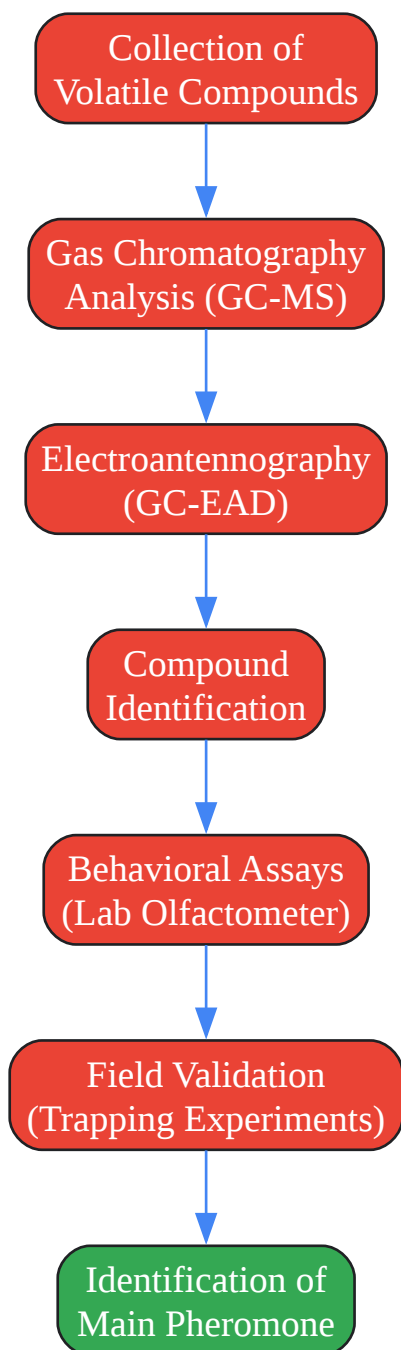 Collection of
Volatile Compounds
Gas Chromatography
Analysis (GC-MS)
Electroantennography
(GC-EAD)
Compound
Identification
Behavioral Assays
(Lab Olfactometer)
Field Validation
(Trapping Experiments)
Identification of
Main Pheromone